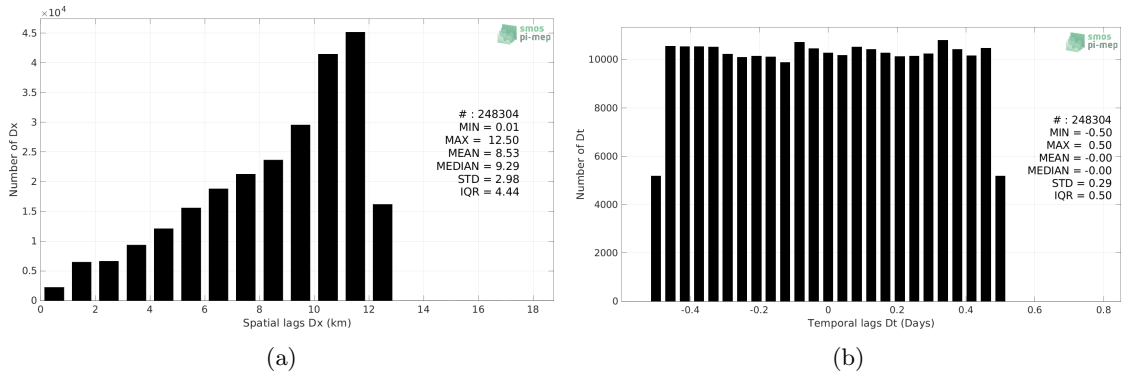 ×10⁴
4.5
4
3.5
3
2.5
2
1.5
1
0.5
0
Number of Dx
smos
pi-mep
# : 248304
MIN = 0.01
MAX = 12.50
MEAN = 8.53
MEDIAN = 9.29
STD = 2.98
IQR = 4.44
0 2 4 6 8 10 12 14 16 18
Spatial lags Dx (km)
(a)
10000
8000
6000
4000
2000
0
Number of Dt
smos
pi-mep
# : 248304
MIN = -0.50
MAX = 0.50
MEAN = -0.00
MEDIAN = -0.00
STD = 0.29
IQR = 0.50
-0.4 -0.2 0 0.2 0.4 0.6 0.8
Temporal lags Dt (Days)
(b)